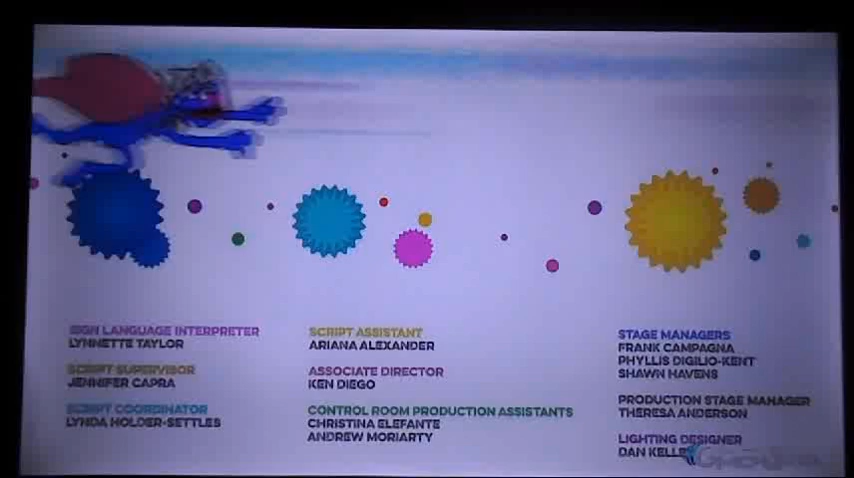 SIGN LANGUAGE INTERPRETER
LYNNETTE TAYLOR
SCRIPT SUPERVISOR
JENNIFER CAPRA
SCRIPT COORDINATOR
LYNDA HOLDER-SETTLES
SCRIPT ASSISTANT
ARIANA ALEXANDER
ASSOCIATE DIRECTOR
KEN DIEGO
CONTROL ROOM PRODUCTION ASSISTANTS
CHRISTINA ELEFANTE
ANDREW MORIARTY
STAGE MANAGERS
FRANK CAMPAGNA
PHYLLIS DIGILIO-KENT
SHAWN HAVENS
PRODUCTION STAGE MANAGER
THERESA ANDERSON
LIGHTING DESIGNER
DAN